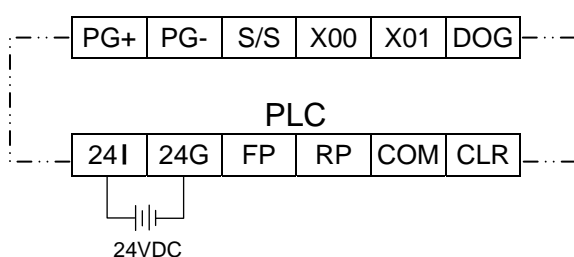 PG+ PG- S/S X00 X01 DOG
PLC
24I 24G FP RP COM CLR
24VDC